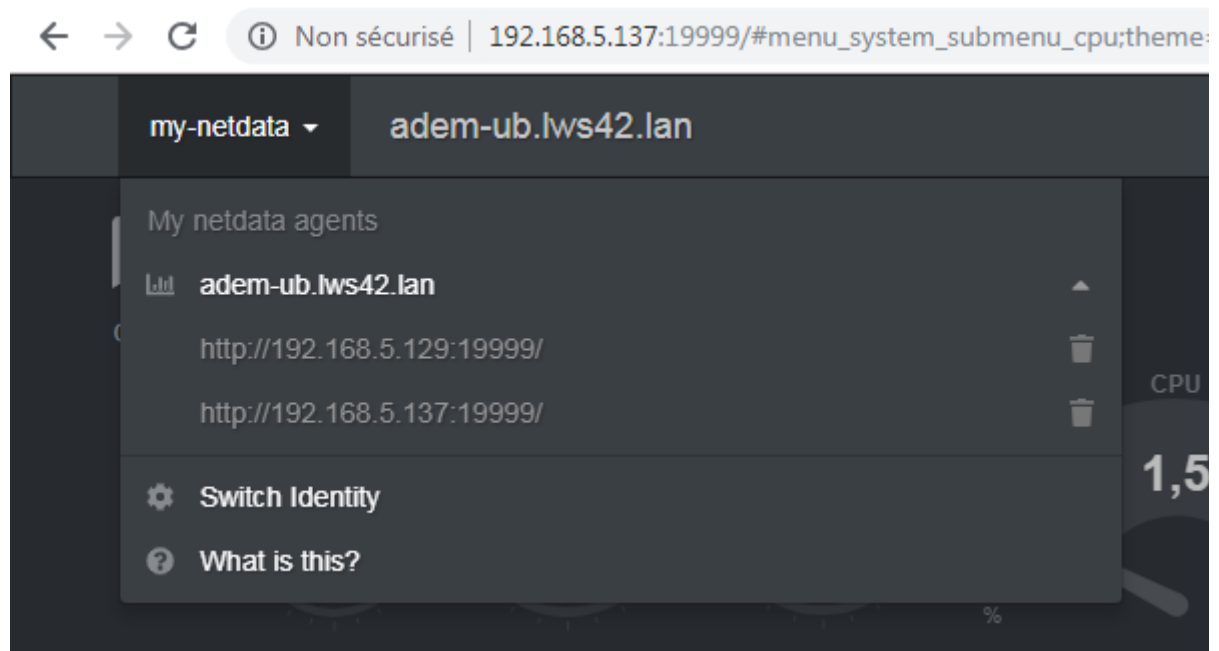 Non sécurisé | 192.168.5.137:19999/#menu_system_submenu_cpu;theme=
my-netdata adem-ub.lws42.lan
My netdata agents
adem-ub.lws42.lan
http://192.168.5.129:19999/
http://192.168.5.137:19999/
CPU
1,5
Switch Identity
What is this?
%